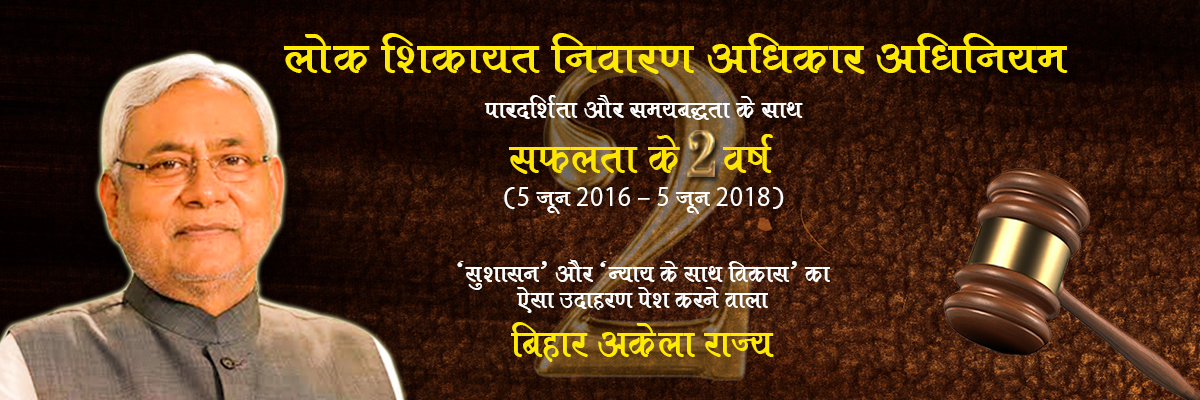 लोक शिकायत निवारण अधिकार अधिनियम
पारदर्शिता और समयबद्धता के साथ
सफलता के 2 वर्ष
(5 जून 2016 – 5 जून 2018)
‘सुशासन’ और ‘न्याय के साथ विकास’ का
ऐसा उदाहरण पेश करने वाला
बिहार अकेला राज्य